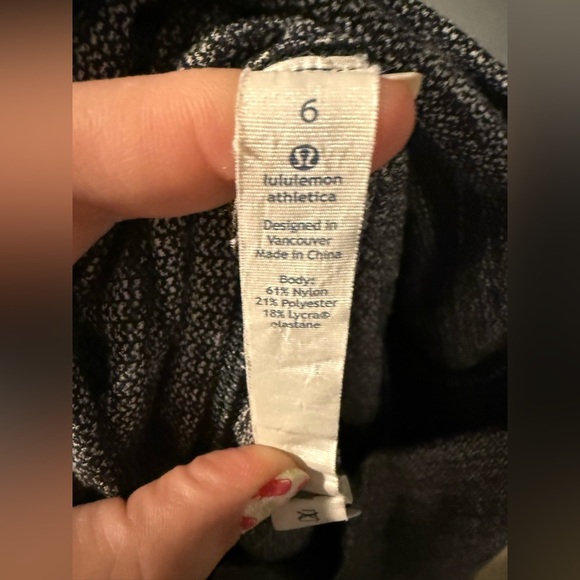 6
lululemon
athletica
Designed in
Vancouver
Made in China
Body:
61% Nylon
21% Polyester
18% Lycra®
elastane